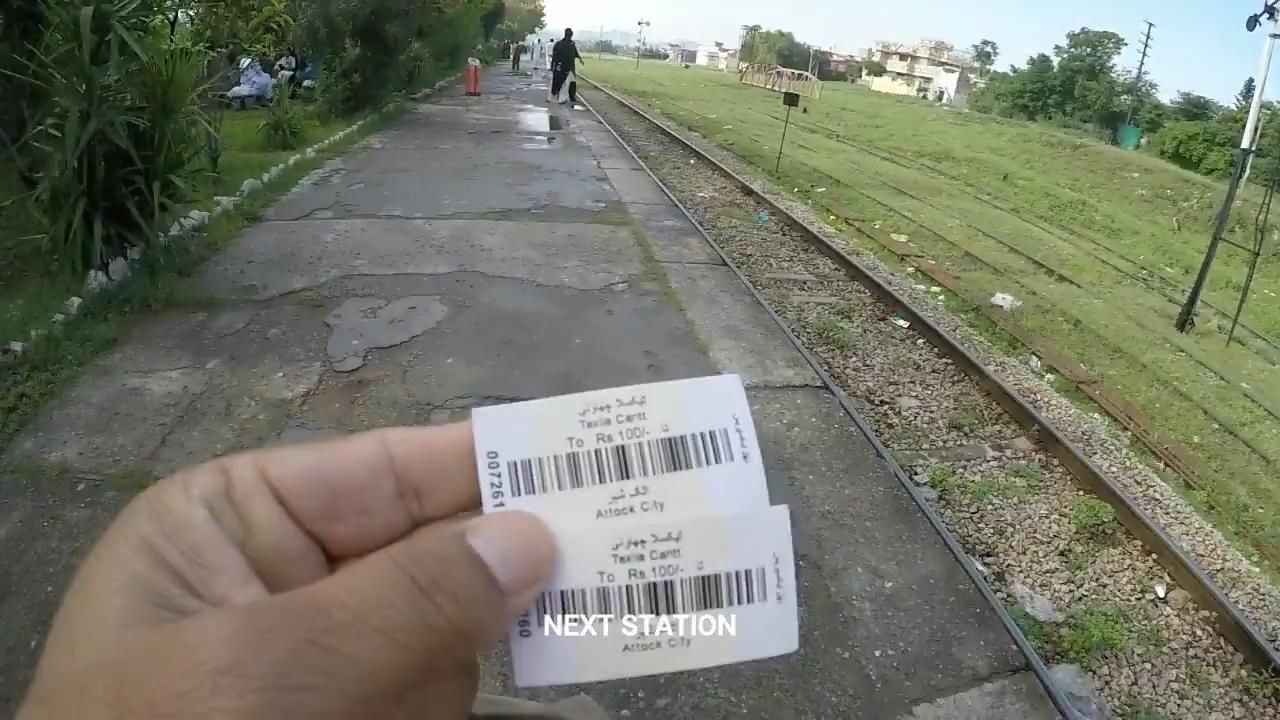 ٹیکسلا چھاؤنی
Taxila Cantt
To Rs.100/-
007261
اٹک شہر
Attock City
ٹیکسلا چھاؤنی
Taxila Cantt
To Rs.100/-
Attock City
NEXT STATION